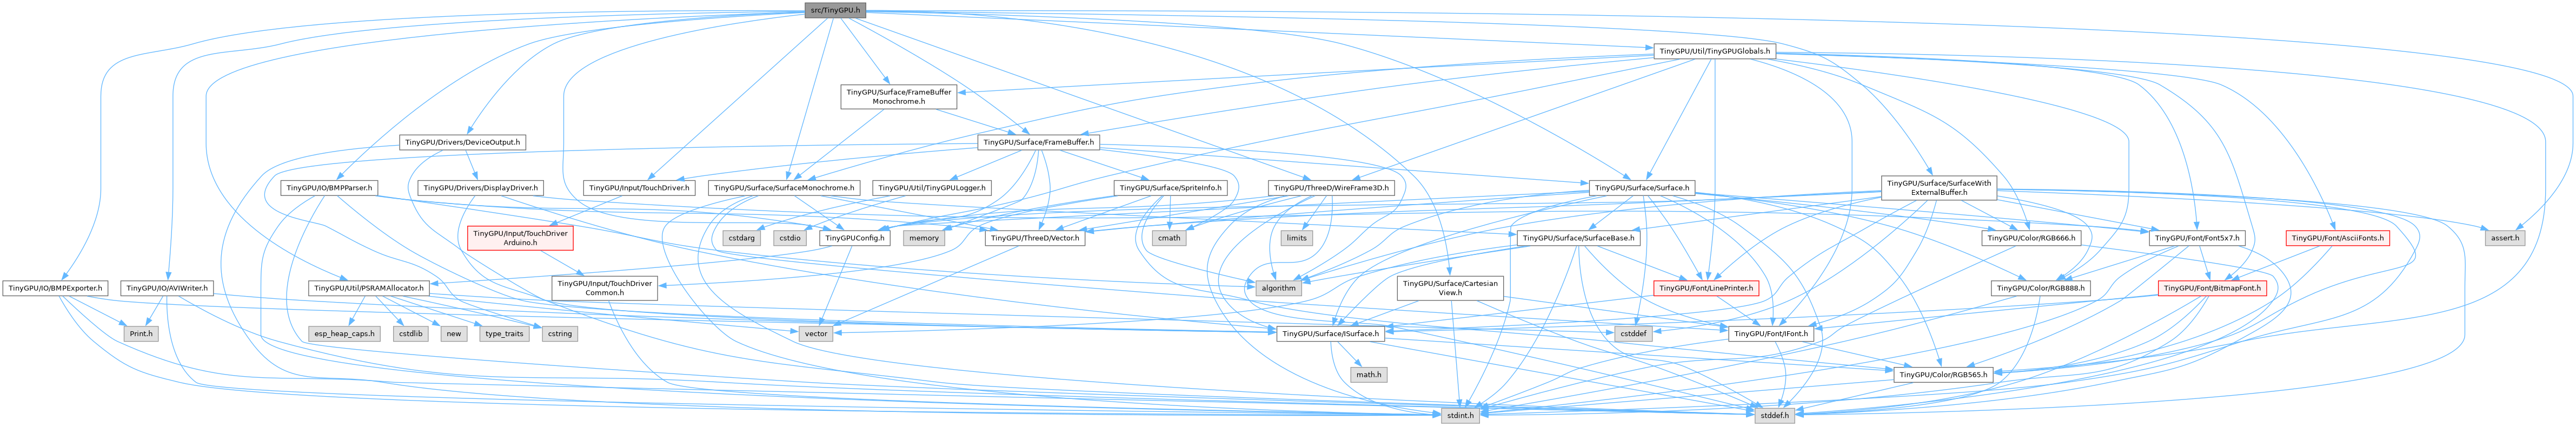 src/TinyGPU.h
TinyGPU/Util/TinyGPUGlobals.h
TinyGPU/Surface/FrameBuffer
Monochrome.h
TinyGPU/Drivers/DeviceOutput.h
TinyGPU/Surface/FrameBuffer.h
TinyGPU/IO/BMPParser.h
TinyGPU/Drivers/DisplayDriver.h
TinyGPU/Input/TouchDriver.h
TinyGPU/Surface/SurfaceMonochrome.h
TinyGPU/Util/TinyGPULogger.h
TinyGPU/Surface/SpriteInfo.h
TinyGPU/ThreeD/WireFrame3D.h
TinyGPU/Surface/Surface.h
TinyGPU/Surface/SurfaceWith
ExternalBuffer.h
TinyGPU/Input/TouchDriver
Arduino.h
cstdarg
cstdio
TinyGPUConfig.h
memory
TinyGPU/ThreeD/Vector.h
cmath
limits
TinyGPU/Surface/SurfaceBase.h
TinyGPU/Color/RGB666.h
TinyGPU/Font/Font5x7.h
TinyGPU/Font/AsciiFonts.h
assert.h
TinyGPU/IO/BMPExporter.h
TinyGPU/IO/AVIWriter.h
TinyGPU/Util/PSRAMAllocator.h
TinyGPU/Input/TouchDriver
Common.h
TinyGPU/Surface/Cartesian
View.h
algorithm
TinyGPU/Font/LinePrinter.h
TinyGPU/Color/RGB888.h
TinyGPU/Font/BitmapFont.h
Print.h
esp_heap_caps.h
cstdlib
new
type_traits
cstring
vector
TinyGPU/Surface/ISurface.h
cstddef
TinyGPU/Font/IFont.h
math.h
TinyGPU/Color/RGB565.h
stdint.h
stddef.h